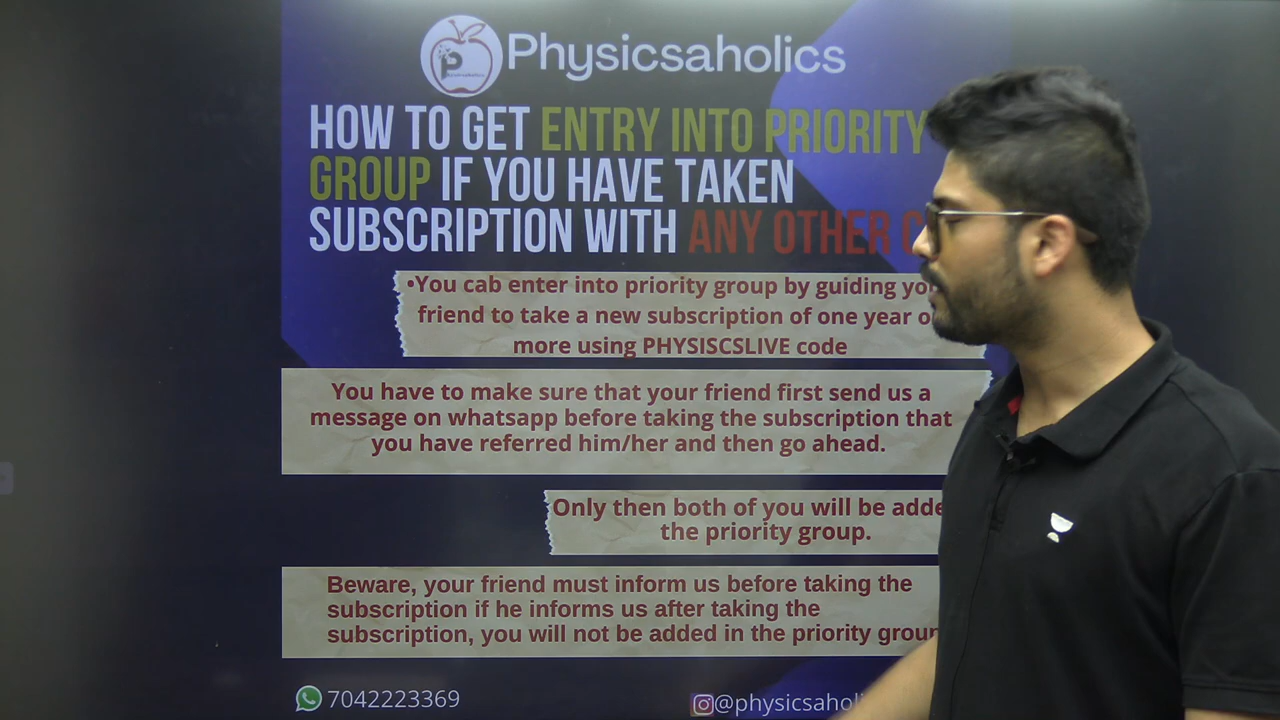 Physicsaholics
HOW TO GET ENTRY INTO PRIORITY
GROUP IF YOU HAVE TAKEN
SUBSCRIPTION WITH ANY OTHER
•You cab enter into priority group by guiding
friend to take a new subscription of one year
more using PHYSISCSLIVE code
You have to make sure that your friend first send us a
message on whatsapp before taking the subscription that
you have referred him/her and then go ahead.
Only then both of you will be
the priority group.
Beware, your friend must inform us before taking the
subscription if he informs us after taking the
subscription, you will not be added in the priority
7042223369